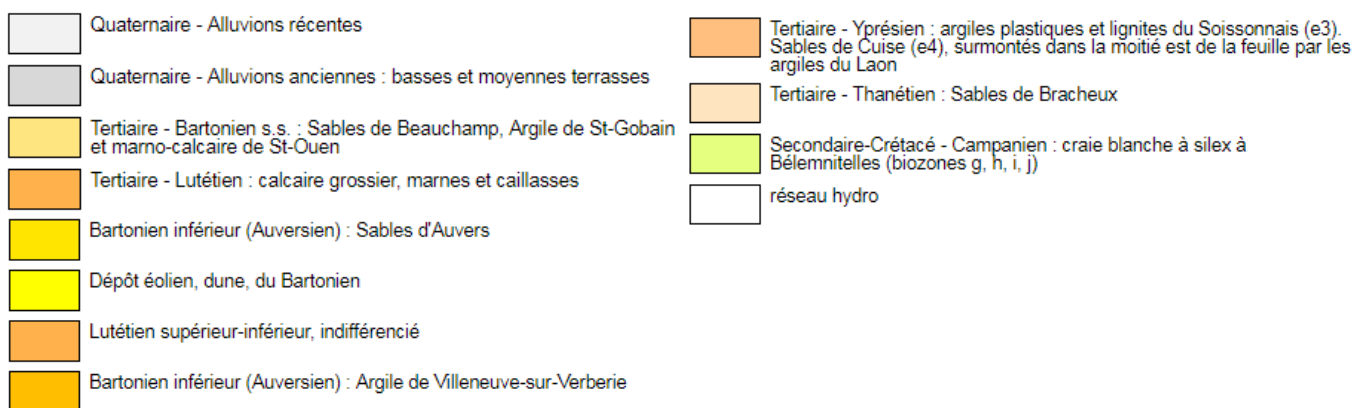 Quaternaire - Alluvions récentes
Quaternaire - Alluvions anciennes : basses et moyennes terrasses
Tertiaire - Bartonien s.s. : Sables de Beauchamp, Argile de St-Gobain
et marno-calcaire de St-Ouen
Tertiaire - Lutétien : calcaire grossier, marnes et caillasses
Bartonien inférieur (Auversien) : Sables d'Auvers
Dépôt éolien, dune, du Bartonien
Lutétien supérieur-inférieur, indifférencié
Bartonien inférieur (Auversien) : Argile de Villeneuve-sur-Verberie
Tertiaire - Yprésien : argiles plastiques et lignites du Soissonnais (e3).
Sables de Cuise (e4), surmontés dans la moitié est de la feuille par les
argiles du Laon
Tertiaire - Thanétien : Sables de Bracheux
Secondaire-Crétacé - Campanien : craie blanche à silex à
Bélemnitelles (biozones g, h, i, j)
réseau hydro